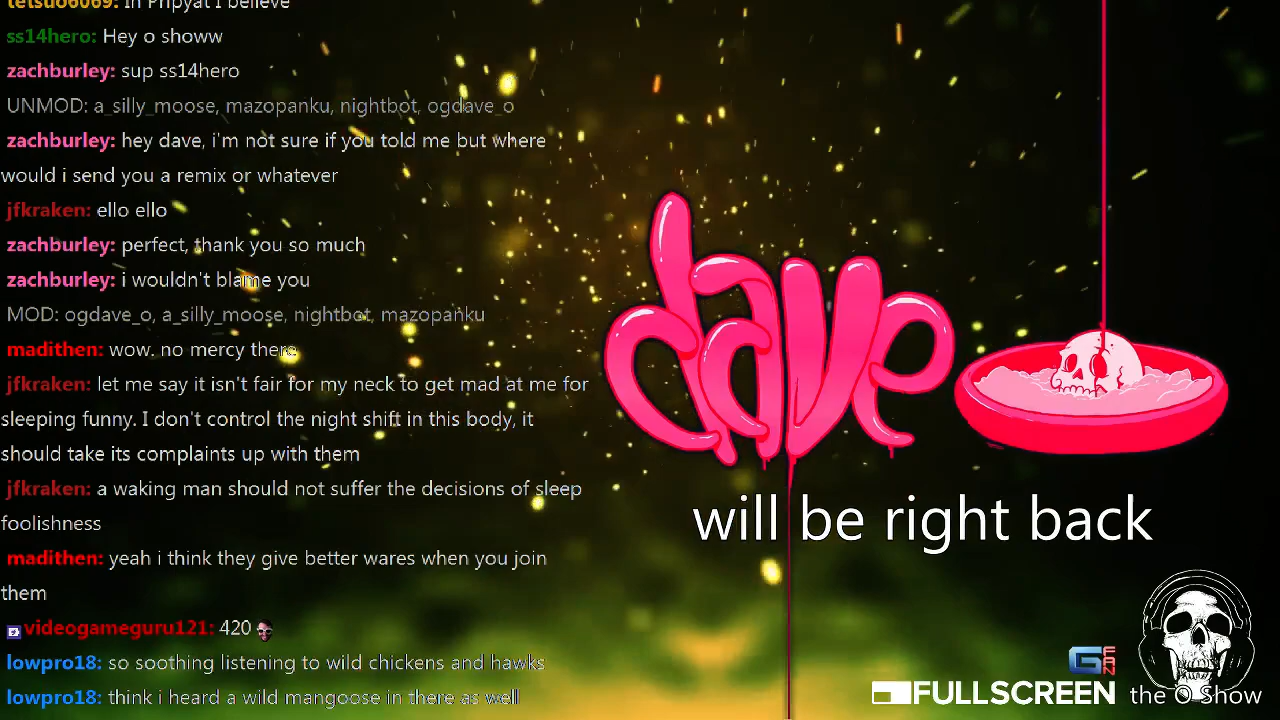 tetsuo6069: In Pripyat I believe
ss14hero: Hey o showw
zachburley: sup ss14hero
UNMOD: a_silly_moose, mazopanku, nightbot, ogdave_o
zachburley: hey dave, i'm not sure if you told me but where
would i send you a remix or whatever
jfkraken: ello ello
zachburley: perfect, thank you so much
zachburley: i wouldn't blame you
MOD: ogdave_o, a_silly_moose, nightbot, mazopanku
madithen: wow. no mercy there
jfkraken: let me say it isn't fair for my neck to get mad at me for
sleeping funny. I don't control the night shift in this body, it
should take its complaints up with them
jfkraken: a waking man should not suffer the decisions of sleep
foolishness
madithen: yeah i think they give better wares when you join
them
videogameguru121: 420
lowpro18: so soothing listening to wild chickens and hawks
lowpro18: think i heard a wild mangoose in there as well
dave
will be right back
G FAN
FULLSCREEN the O Show